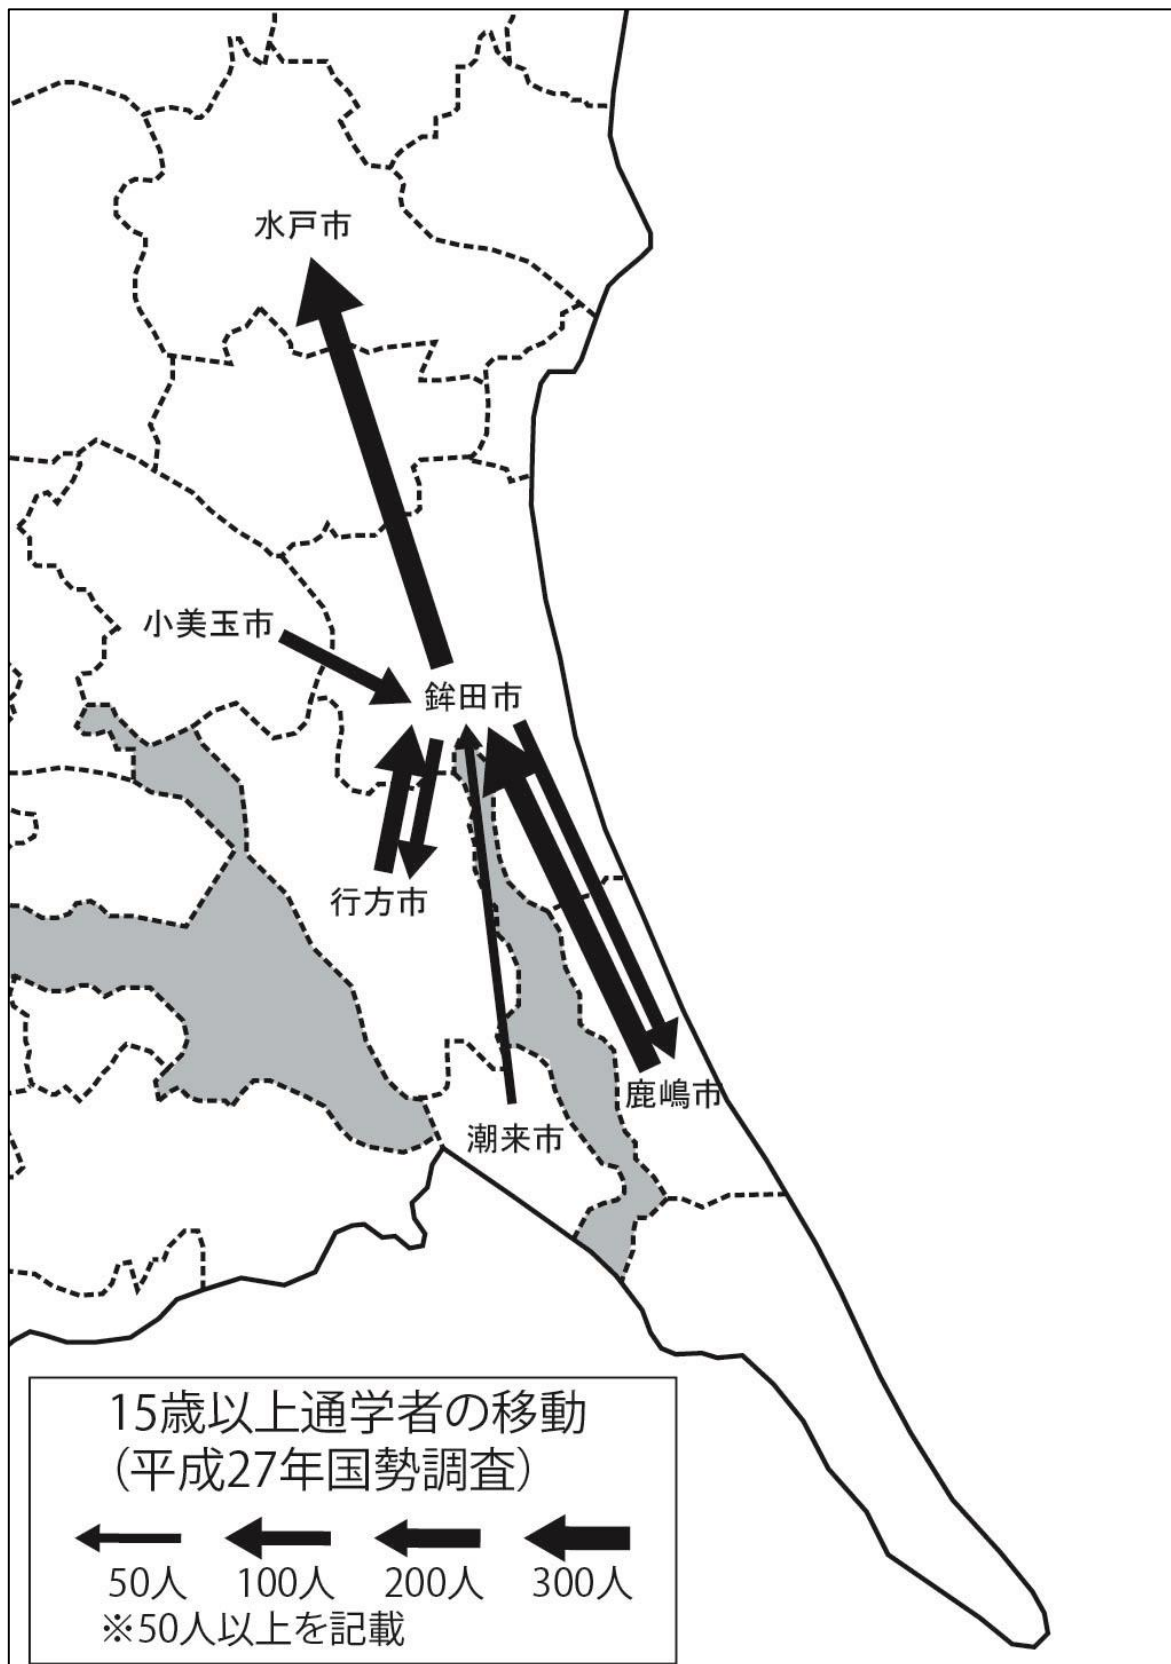 水戸市
小美玉市
鉾田市
行方市
鹿嶋市
潮来市
15歳以上通学者の移動
（平成27年国勢調査）
50人 100人 200人 300人
※50人以上を記載